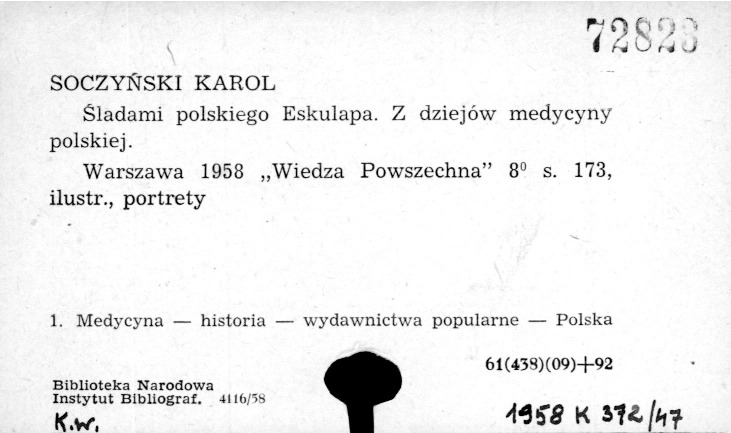 72823
SOCZYŃSKI KAROL
Śladami polskiego Eskulapa. Z dziejów medycyny
polskiej.
Warszawa 1958 „Wiedza Powszechna” 8⁰ s. 173,
ilustr., portrety
1. Medycyna — historia — wydawnictwa popularne — Polska
61(438)(09)+92
Biblioteka Narodowa
Instytut Bibliograf. 4116/58
K.w.
1958 K 372/47